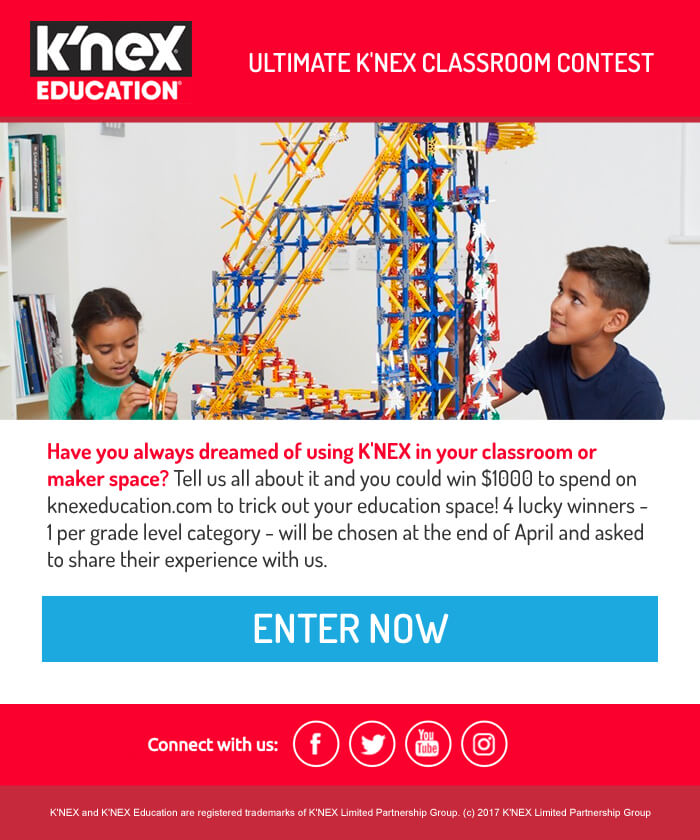 K'NEX
EDUCATION
ULTIMATE K'NEX CLASSROOM CONTEST
Have you always dreamed of using K'NEX in your classroom or
maker space? Tell us all about it and you could win $1000 to spend on
knexeducation.com to trick out your education space! 4 lucky winners -
1 per grade level category - will be chosen at the end of April and asked
to share their experience with us.
ENTER NOW
Connect with us:
f
You
Tube
K'NEX and K'NEX Education are registered trademarks of K'NEX Limited Partnership Group. (c) 2017 K'NEX Limited Partnership Group